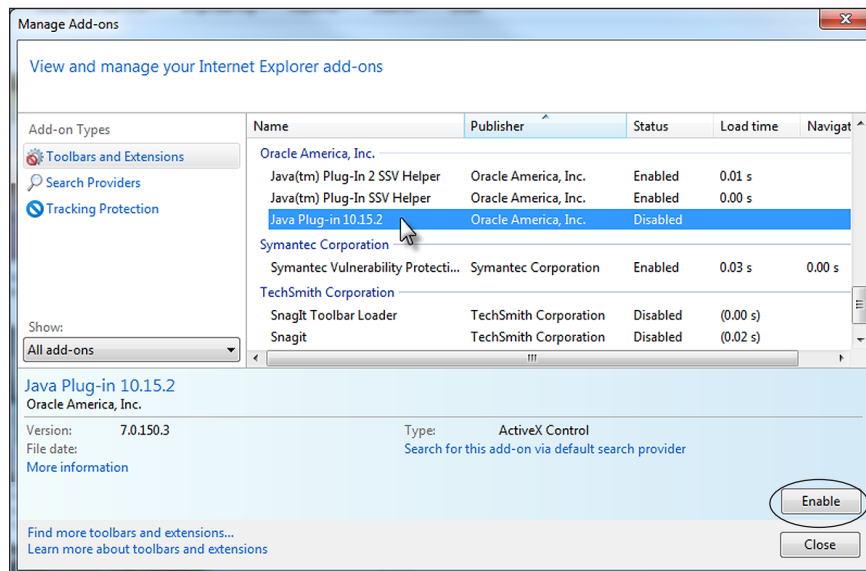 Manage Add-ons
View and manage your Internet Explorer add-ons
Add-on Types
Toolbars and Extensions
Search Providers
Tracking Protection
Show:
All add-ons
Name Publisher Status Load time Navigat
Oracle America, Inc.
Java(tm) Plug-In 2 SSV Helper Oracle America, Inc. Enabled 0.01 s
Java(tm) Plug-In SSV Helper Oracle America, Inc. Enabled 0.00 s
Java Plug-in 10.15.2 Oracle America, Inc. Disabled
Symantec Corporation
Symantec Vulnerability Protecti... Symantec Corporation Enabled 0.03 s 0.00 s
TechSmith Corporation
SnagIt Toolbar Loader TechSmith Corporation Disabled (0.00 s)
Snagit TechSmith Corporation Disabled (0.02 s)
Java Plug-in 10.15.2
Oracle America, Inc.
Version: 7.0.150.3 Type: ActiveX Control
File date: Search for this add-on via default search provider
More information
Enable
Find more toolbars and extensions...
Learn more about toolbars and extensions
Close